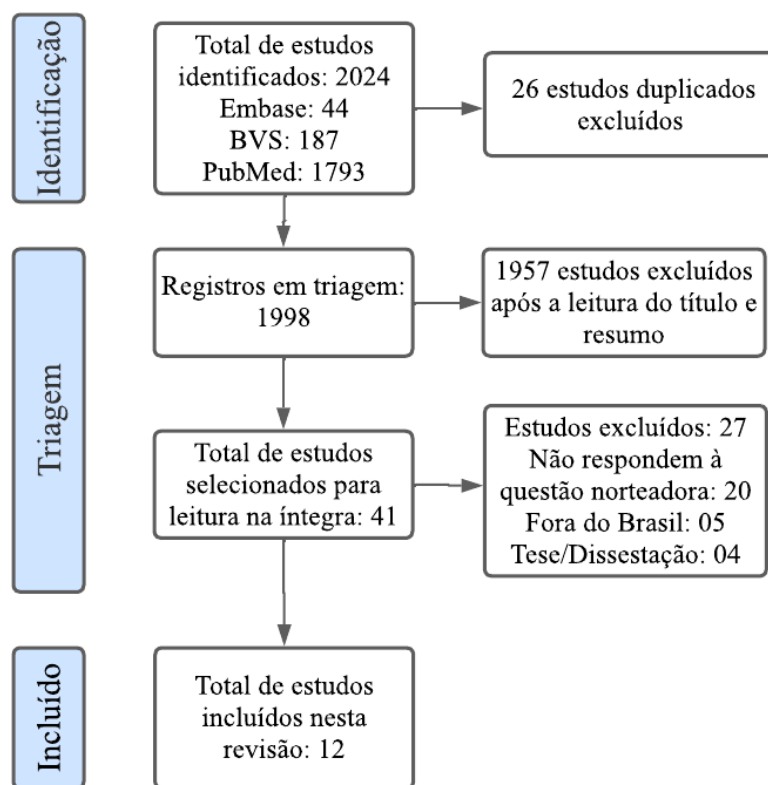 Identificação
Total de estudos
identificados: 2024
Embase: 44
BVS: 187
PubMed: 1793
26 estudos duplicados
excluídos
Triagem
Registros em triagem:
1998
1957 estudos excluídos
após a leitura do título e
resumo
Total de estudos
selecionados para
leitura na íntegra: 41
Estudos excluídos: 27
Não respondem à
questão norteadora: 20
Fora do Brasil: 05
Tese/Dissestação: 04
Incluído
Total de estudos
incluídos nesta
revisão: 12